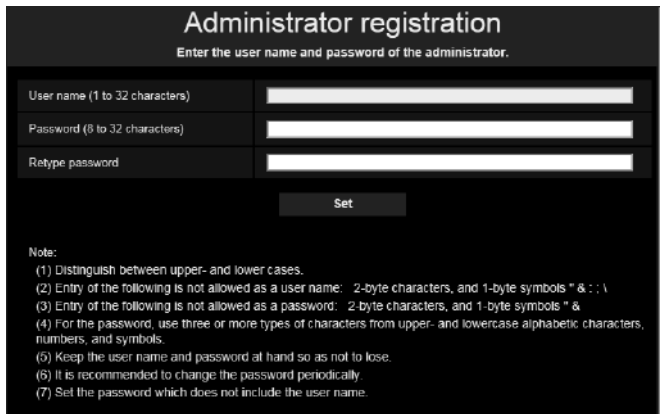 Administrator registration
Enter the user name and password of the administrator.
User name (1 to 32 characters)
Password (8 to 32 characters)
Retype password
Set
Note:
(1) Distinguish between upper- and lower cases.
(2) Entry of the following is not allowed as a user name: 2-byte characters, and 1-byte symbols " & : ; \
(3) Entry of the following is not allowed as a password: 2-byte characters, and 1-byte symbols " &
(4) For the password, use three or more types of characters from upper- and lowercase alphabetic characters,
numbers, and symbols.
(5) Keep the user name and password at hand so as not to lose.
(6) It is recommended to change the password periodically.
(7) Set the password which does not include the user name.